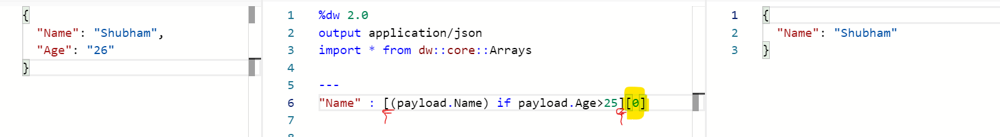 {
"Name": "Shubham",
"Age": "26"
}
1 %dw 2.0
2 output application/json
3 import * from dw::core::Arrays
4
5 ---
6 "Name" : [(payload.Name) if payload.Age>25][0]
7
1 {
2 "Name": "Shubham"
3 }